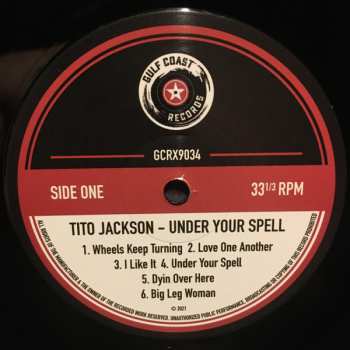 GULF COAST
RECORDS
GCRX9034
SIDE ONE
33 1/3 RPM
TITO JACKSON – UNDER YOUR SPELL
1. Wheels Keep Turning 2. Love One Another
3. I Like It 4. Under Your Spell
5. Dyin Over Here
6. Big Leg Woman
© 2021
ALL RIGHTS OF THE MANUFACTURER & THE OWNER OF THE RECORDED WORK RESERVED. UNAUTHORIZED PUBLIC PERFORMANCE, BROADCASTING OR COPYING OF THIS RECORD PROHIBITED